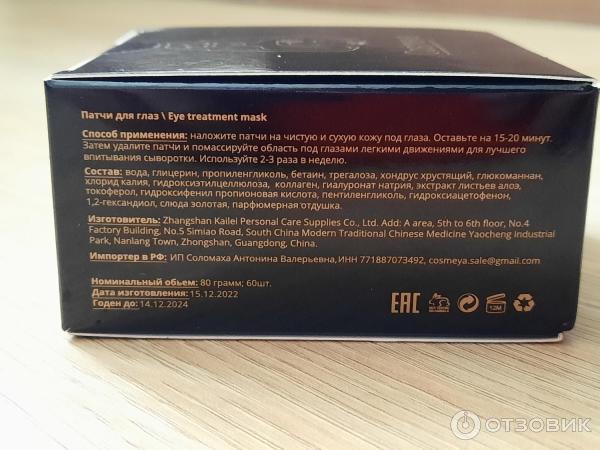 Патчи для глаз \ Eye treatment mask
Способ применения: наложите патчи на чистую и сухую кожу под глаза. Оставьте на 15-20 минут.
Затем удалите патчи и помассируйте область под глазами легкими движениями для лучшего
впитывания сыворотки. Используйте 2-3 раза в неделю.
Состав: вода, глицерин, пропиленгликоль, бетаин, трегалоза, хондрус хрустящий, глюкоманнан,
хлорид калия, гидроксиэтилцеллюлоза, коллаген, гиалуронат натрия, экстракт листьев алоэ,
токоферол, гидроксифенил пропионовая кислота, пентиленгликоль, гидроксиацетофенон,
1,2-гександиол, слюда золотая, парфюмерная отдушка.
Изготовитель: Zhangshan Kailei Personal Care Supplies Co., Ltd. Add: A area, 5th to 6th floor, No.4
Factory Building, No.5 Simiao Road, South China Modern Traditional Chinese Medicine Yaocheng Industrial
Park, Nanlang Town, Zhongshan, Guangdong, China.
Импортер в РФ: ИП Соломаха Антонина Валерьевна,ИНН 771887073492, cosmeya.sale@gmail.com
Номинальный обьем: 80 грамм; 60шт.
Дата изготовления:15.12.2022
Годен до:14.12.2024
EAC
12M
ОТЗОВИК